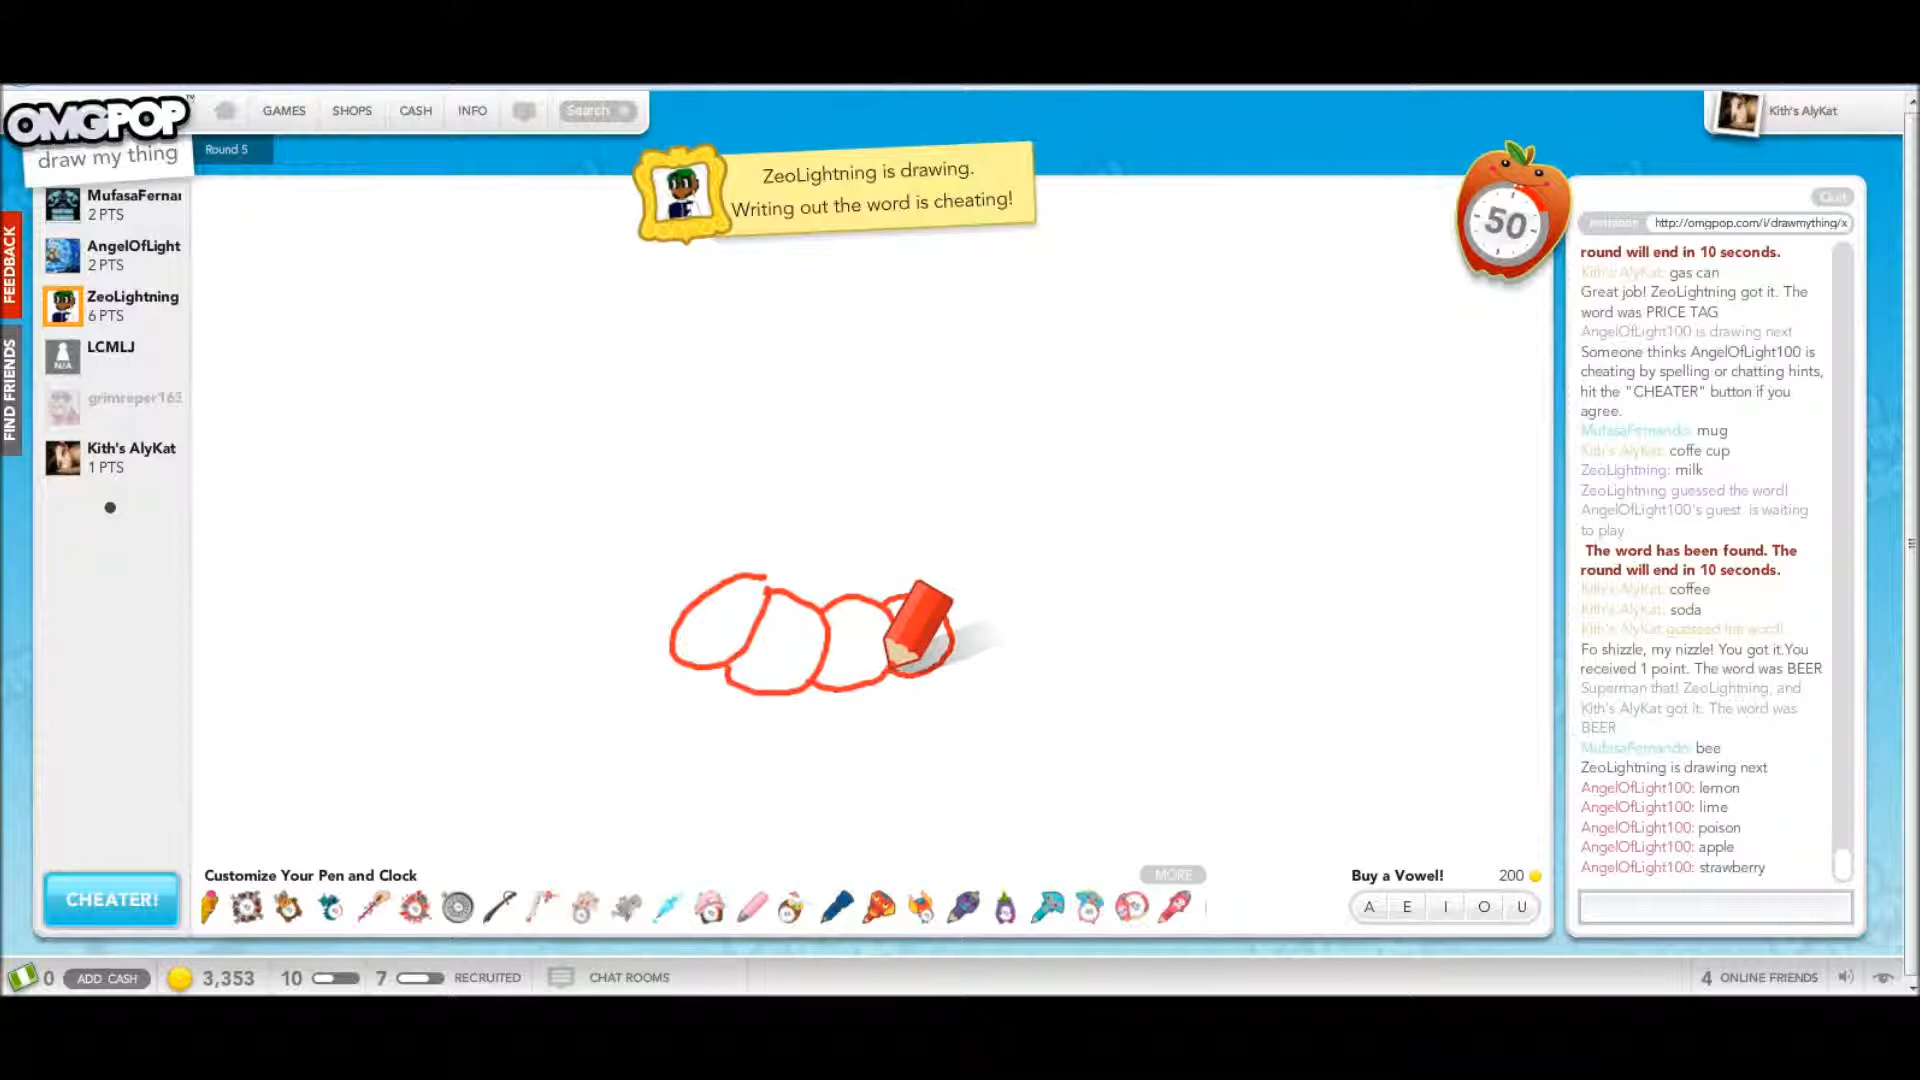 OMGPOP
draw my thing
GAMES
SHOPS
CASH
INFO
Search
Kith's AlyKat
Round 5
ZeoLightning is drawing.
Writing out the word is cheating!
50
FEEDBACK
FIND FRIENDS
MufasaFernar
2 PTS
AngelOfLight
2 PTS
ZeoLightning
6 PTS
N/A
LCMLJ
grimreper163
Kith's AlyKat
1 PTS
CHEATER!
Customize Your Pen and Clock
MORE
Buy a Vowel!
200
A E I O U
Quit
http://omgpop.com/i/drawmything/x
round will end in 10 seconds.
Kith's AlyKat: gas can
Great job! ZeoLightning got it. The
word was PRICE TAG
AngelOfLight100 is drawing next
Someone thinks AngelOfLight100 is
cheating by spelling or chatting hints,
hit the "CHEATER" button if you
agree.
MufasaFernando: mug
Kith's AlyKat: coffe cup
ZeoLightning: milk
ZeoLightning guessed the word!
AngelOfLight100's guest is waiting
to play
The word has been found. The
round will end in 10 seconds.
Kith's AlyKat: coffee
Kith's AlyKat: soda
Kith's AlyKat guessed the word!
Fo shizzle, my nizzle! You got it.You
received 1 point. The word was BEER
Superman that! ZeoLightning, and
Kith's AlyKat got it. The word was
BEER
MufasaFernando: bee
ZeoLightning is drawing next
AngelOfLight100: lemon
AngelOfLight100: lime
AngelOfLight100: poison
AngelOfLight100: apple
AngelOfLight100: strawberry
0
ADD CASH
3,353
10
7
RECRUITED
CHAT ROOMS
4 ONLINE FRIENDS